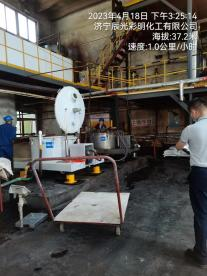 2023年4月18日 下午3:25:14
济宁辰光彩明化工有限公司
海拔:37.2米
速度:1.0公里/小时